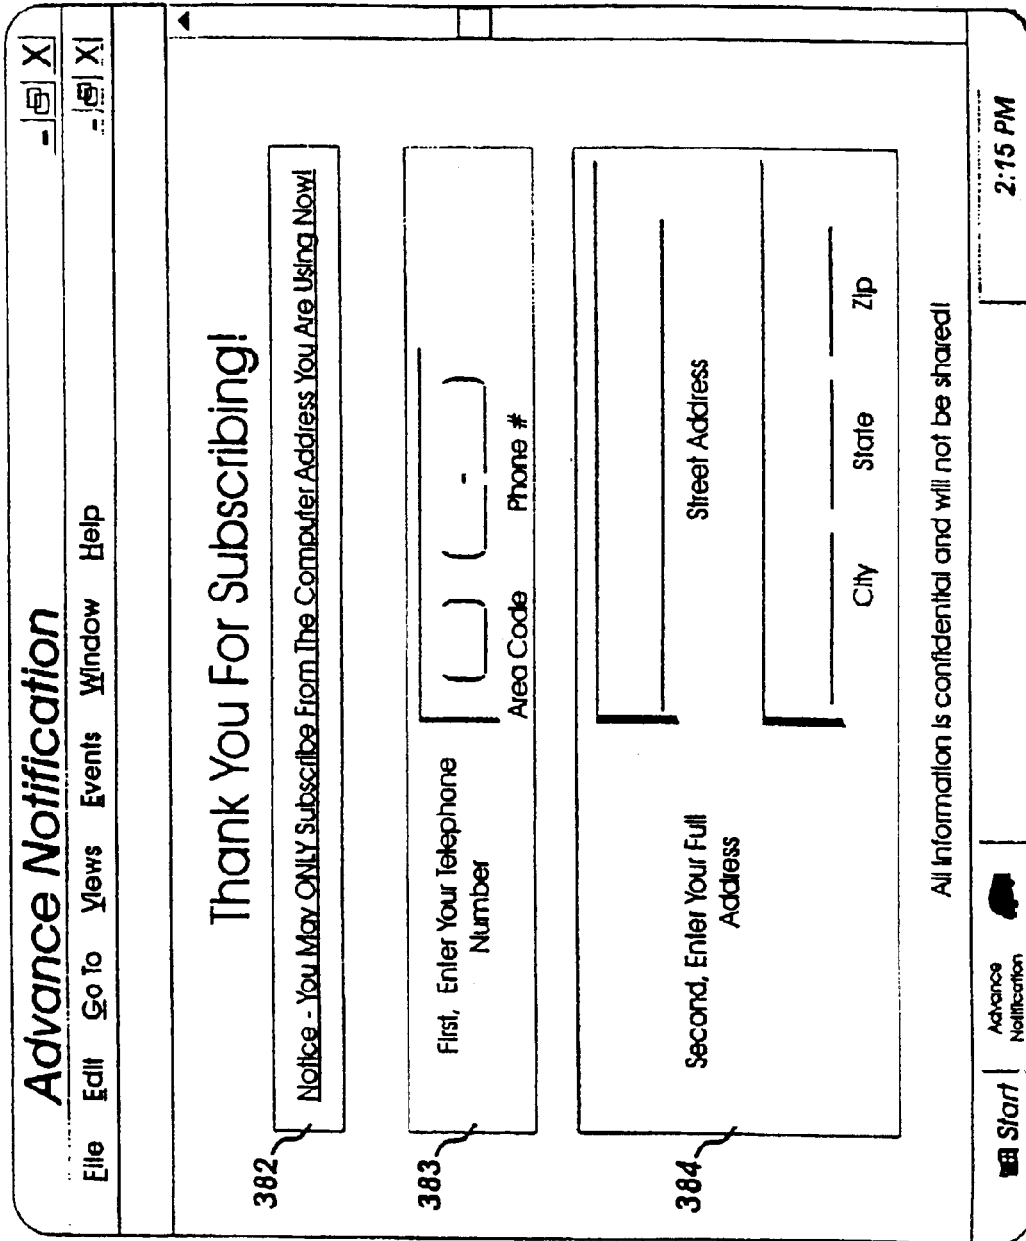 Advance Notification
File Edit Go To Views Events Window Help
Thank You For Subscribing!
382
Notice - You May ONLY Subscribe From The Computer Address You Are Using Now!
383
First, Enter Your Telephone
Number
( ) ( - )
Area Code Phone #
384
Second, Enter Your Full
Address
Street Address
City State Zip
All Information is confidential and will not be shared!
Start
Advance
Notification
2:15 PM